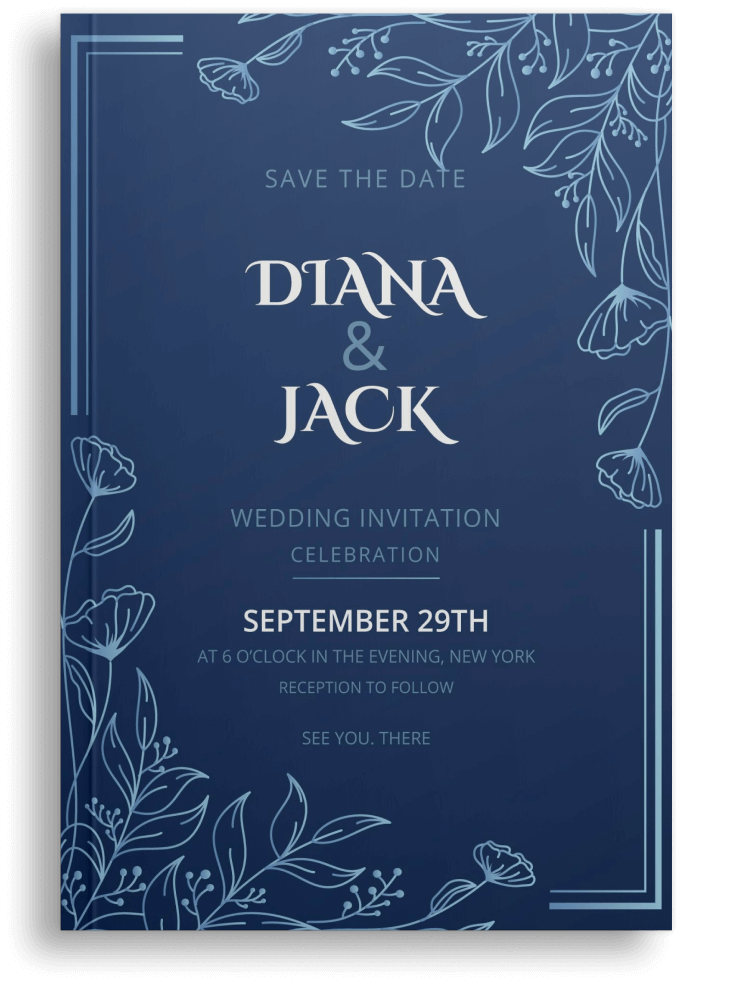 SAVE THE DATE
DIANA
&
JACK
WEDDING INVITATION
CELEBRATION
SEPTEMBER 29TH
AT 6 O'CLOCK IN THE EVENING, NEW YORK
RECEPTION TO FOLLOW
SEE YOU. THERE